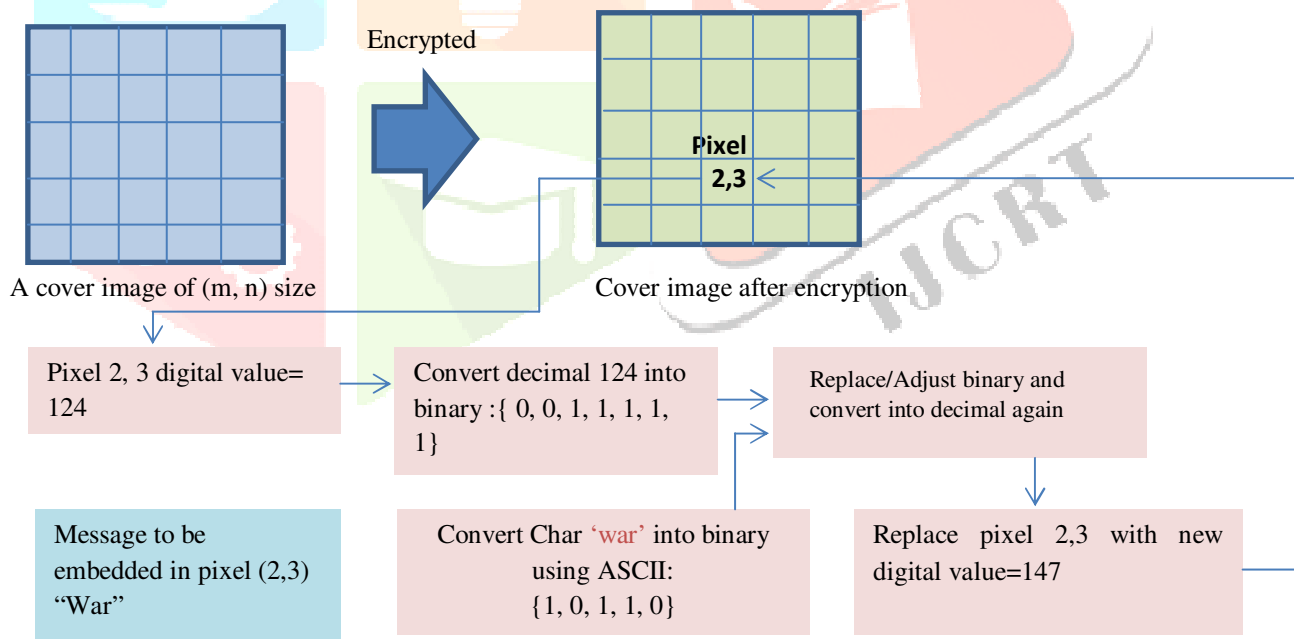 Encrypted
Pixel
2,3
A cover image of (m, n) size
Cover image after encryption
IJCRT
Pixel 2, 3 digital value=
124
Convert decimal 124 into
binary :{ 0, 0, 1, 1, 1, 1,
1}
Replace/Adjust binary and
convert into decimal again
Message to be
embedded in pixel (2,3)
“War”
Convert Char ‘war’ into binary
using ASCII:
{1, 0, 1, 1, 0}
Replace pixel 2,3 with new
digital value=147